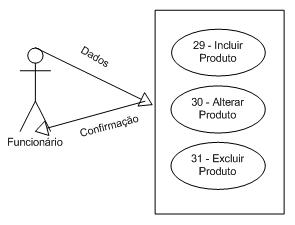 Dados
29 - Incluir
Produto
30 - Alterar
Produto
Confirmação
Funcionário
31 - Excluir
Produto